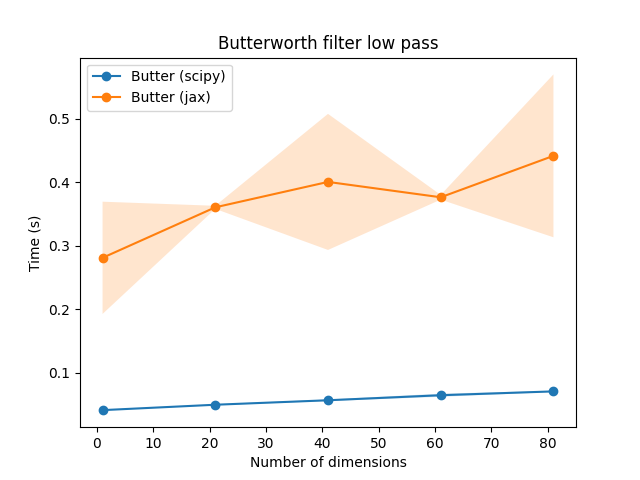 Butterworth filter low pass
Butter (scipy)
Butter (jax)
Time (s)
0.5
0.4
0.3
0.2
0.1
0 10 20 30 40 50 60 70 80
Number of dimensions